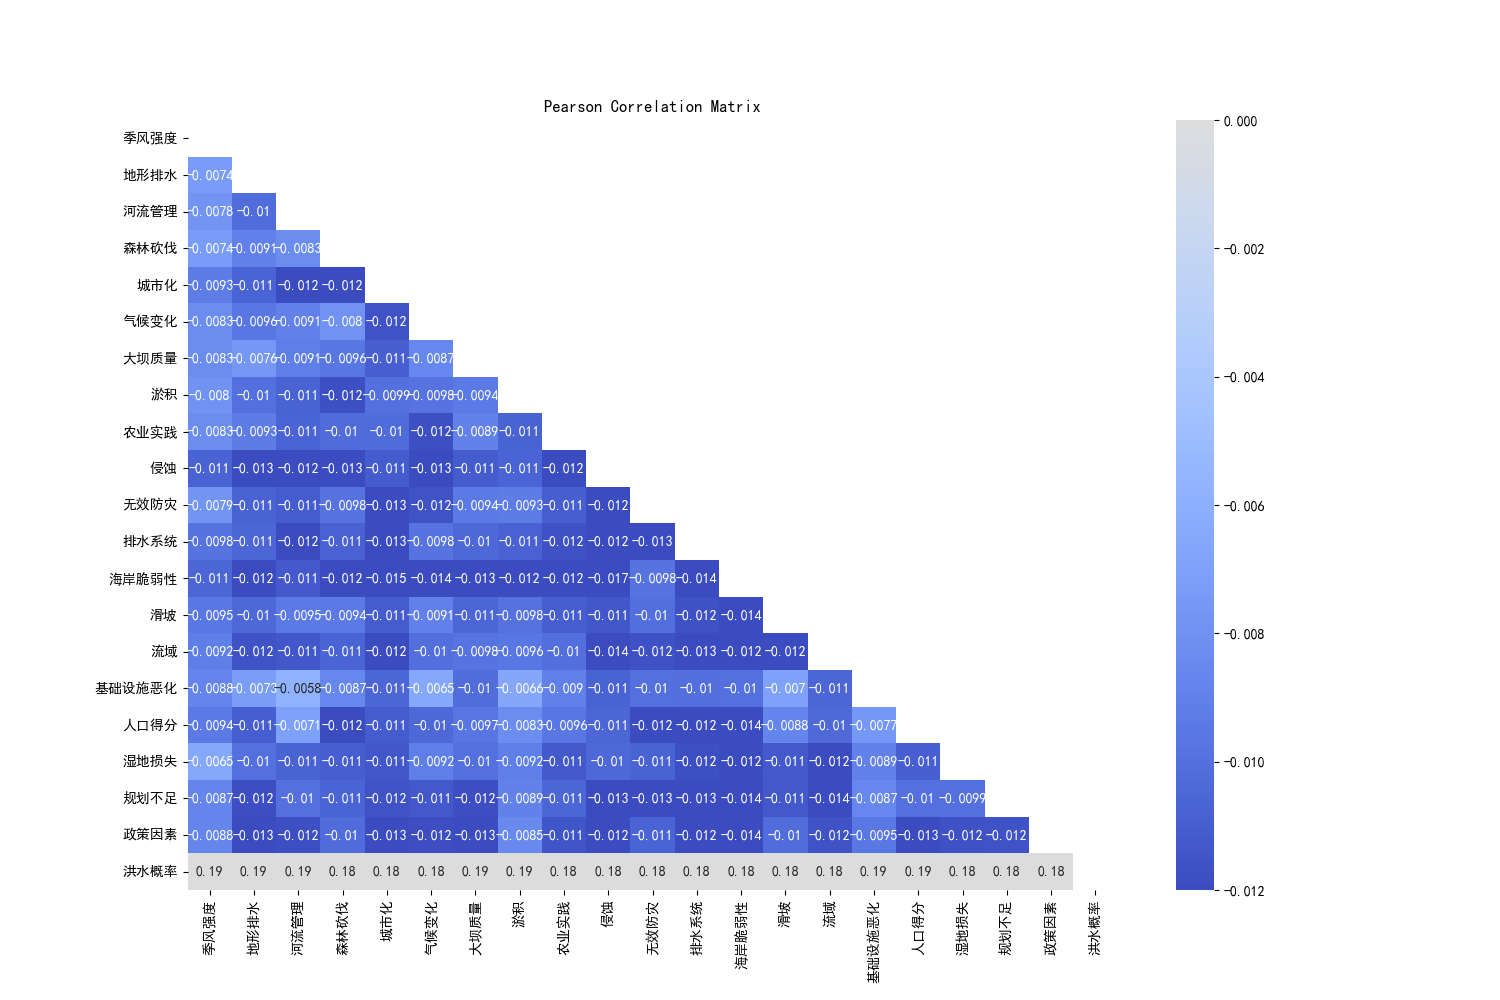 Pearson Correlation Matrix
季风强度
地形排水 -0.0074
河流管理 -0.0078 -0.01
森林砍伐 -0.0074 -0.0091 -0.0083
城市化 -0.0093 -0.011 -0.012 -0.012
气候变化 -0.0083 -0.0096 -0.0091 -0.008 -0.012
大坝质量 -0.0083 -0.0076 -0.0091 -0.0096 -0.011 -0.0087
淤积 -0.008 -0.01 -0.011 -0.012 -0.0099 -0.0098 -0.0094
农业实践 -0.0083 -0.0093 -0.011 -0.01 -0.01 -0.012 -0.0089 -0.011
侵蚀 -0.011 -0.013 -0.012 -0.013 -0.011 -0.013 -0.011 -0.011 -0.012
无效防灾 -0.0079 -0.011 -0.011 -0.0098 -0.013 -0.012 -0.0094 -0.0093 -0.011 -0.012
排水系统 -0.0098 -0.011 -0.012 -0.011 -0.013 -0.0098 -0.01 -0.011 -0.012 -0.012 -0.013
海岸脆弱性 -0.011 -0.012 -0.011 -0.012 -0.015 -0.014 -0.013 -0.012 -0.012 -0.017 -0.0098 -0.014
滑坡 -0.0095 -0.01 -0.0095 -0.0094 -0.011 -0.0091 -0.011 -0.0098 -0.011 -0.011 -0.01 -0.012 -0.014
流域 -0.0092 -0.012 -0.011 -0.011 -0.012 -0.01 -0.0098 -0.0096 -0.01 -0.014 -0.012 -0.013 -0.012 -0.012
基础设施恶化 -0.0088 -0.0073 -0.0058 -0.0087 -0.011 -0.0065 -0.01 -0.0066 -0.009 -0.011 -0.01 -0.01 -0.01 -0.007 -0.011
人口得分 -0.0094 -0.011 -0.0071 -0.012 -0.011 -0.01 -0.0097 -0.0083 -0.0096 -0.011 -0.012 -0.012 -0.014 -0.0088 -0.01 -0.0077
湿地损失 -0.0065 -0.01 -0.011 -0.011 -0.011 -0.0092 -0.01 -0.0092 -0.011 -0.01 -0.011 -0.012 -0.012 -0.011 -0.012 -0.0089 -0.011
规划不足 -0.0087 -0.012 -0.01 -0.011 -0.012 -0.011 -0.012 -0.0089 -0.011 -0.013 -0.013 -0.013 -0.014 -0.011 -0.014 -0.0087 -0.01 -0.0099
政策因素 -0.0088 -0.013 -0.012 -0.01 -0.013 -0.012 -0.013 -0.0085 -0.011 -0.012 -0.011 -0.012 -0.014 -0.01 -0.012 -0.0095 -0.013 -0.012 -0.012
洪水概率 0.19 0.19 0.19 0.18 0.18 0.18 0.19 0.19 0.18 0.18 0.18 0.18 0.18 0.18 0.18 0.19 0.19 0.18 0.18 0.18
季风强度 地形排水 河流管理 森林砍伐 城市化 气候变化 大坝质量 淤积 农业实践 侵蚀 无效防灾 排水系统 海岸脆弱性 滑坡 流域 基础设施恶化 人口得分 湿地损失 规划不足 政策因素 洪水概率
0.000
-0.002
-0.004
-0.006
-0.008
-0.010
-0.012